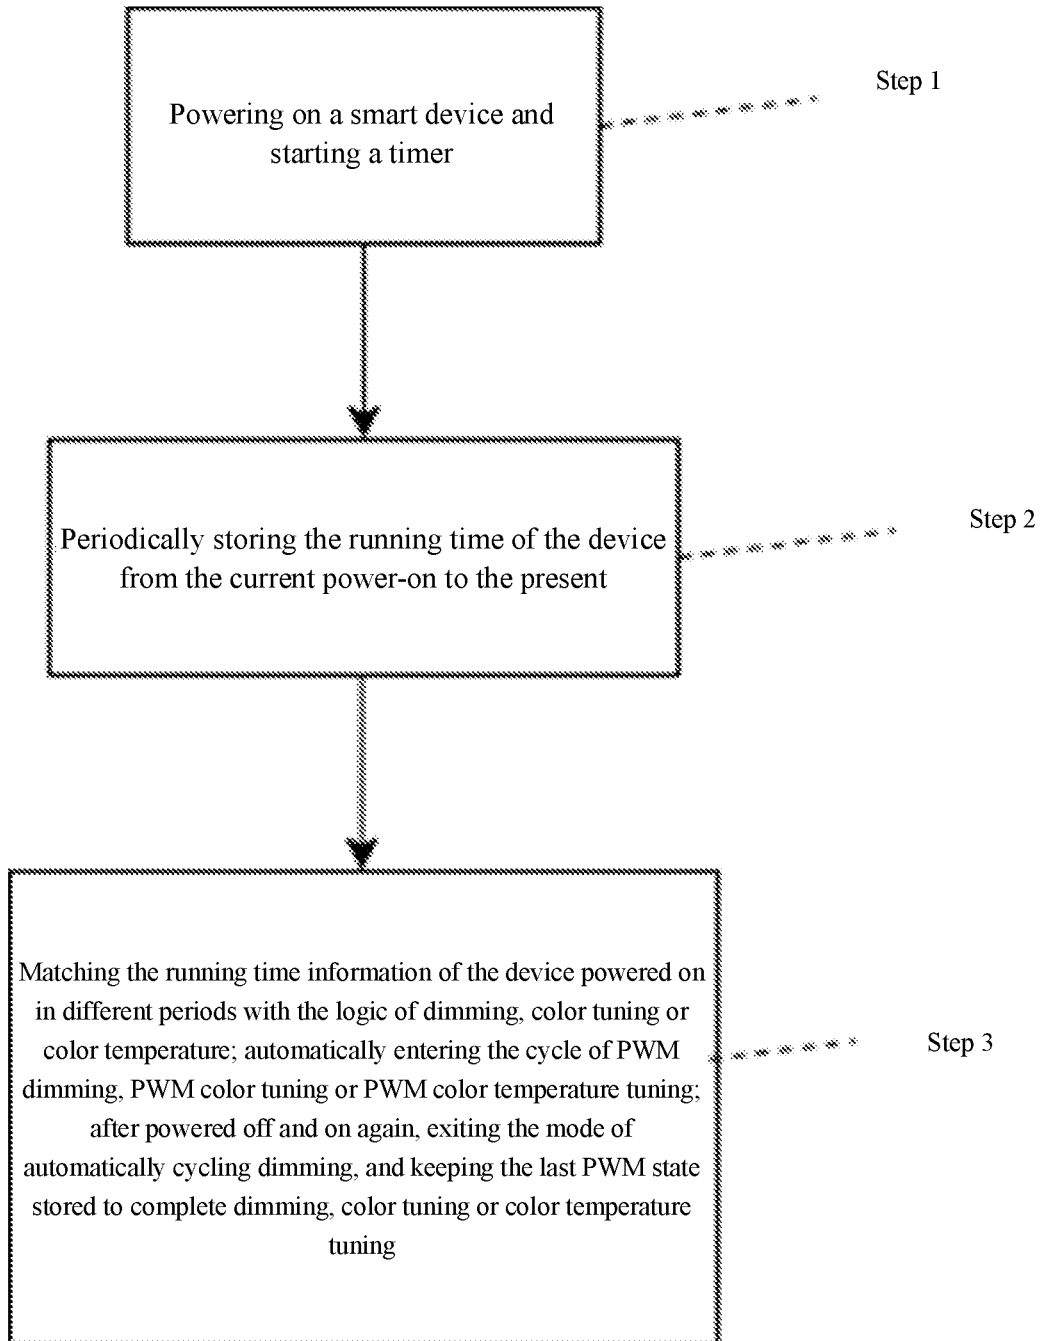 Step 1
Powering on a smart device and
starting a timer
Step 2
Periodically storing the running time of the device
from the current power-on to the present
Step 3
Matching the running time information of the device powered on
in different periods with the logic of dimming, color tuning or
color temperature; automatically entering the cycle of PWM
dimming, PWM color tuning or PWM color temperature tuning;
after powered off and on again, exiting the mode of
automatically cycling dimming, and keeping the last PWM state
stored to complete dimming, color tuning or color temperature
tuning